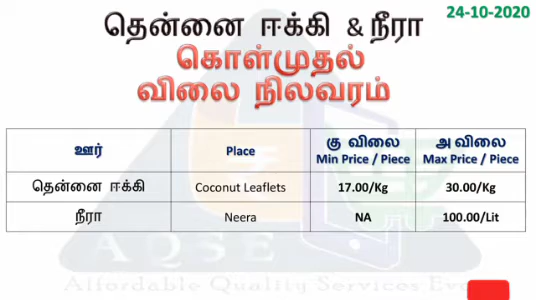 24-10-2020
தென்னை ஈக்கி & நீரா
கொள்முதல்
விலை நிலவரம்
ஊர் Place கு விலை Min Price / Piece அ விலை Max Price / Piece
தென்னை ஈக்கி Coconut Leaflets 17.00/Kg 30.00/Kg
நீரா Neera NA 100.00/Lit
AQSE
Affordable Quality Services Eve